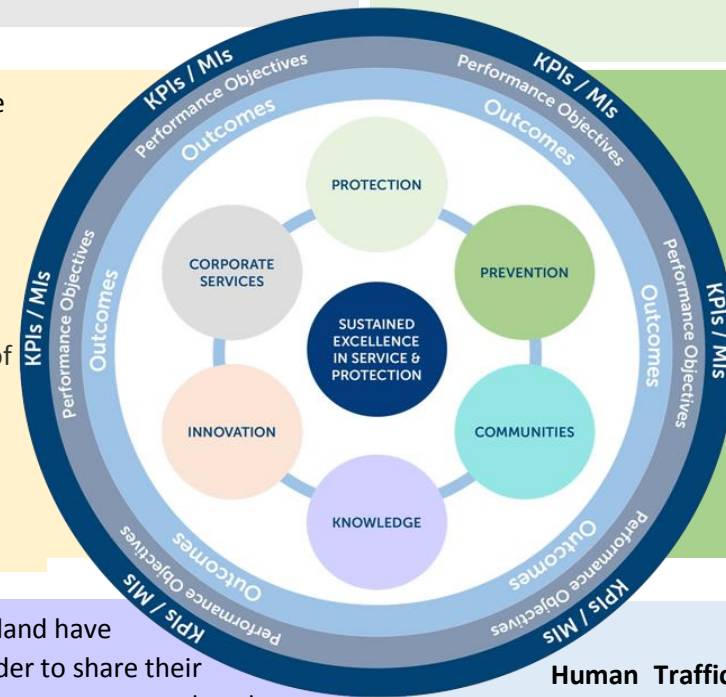 KPIs / MIs
KPIs / MIs
Performance Objectives
Performance Objectives
Outcomes
Outcomes
PROTECTION
CORPORATE
SERVICES
PREVENTION
SUSTAINED
EXCELLENCE
IN SERVICE &
PROTECTION
KPIs / MIs
Performance Objectives
Outcomes
Outcomes
Performance Objectives
KPIs / MIs
of
INNOVATION
COMMUNITIES
KNOWLEDGE
Outcomes
Outcomes
Performance Objectives
Performance Objectives
KPIs / MIs
KPIs / MIs
land have
der to share their
Human Traffic